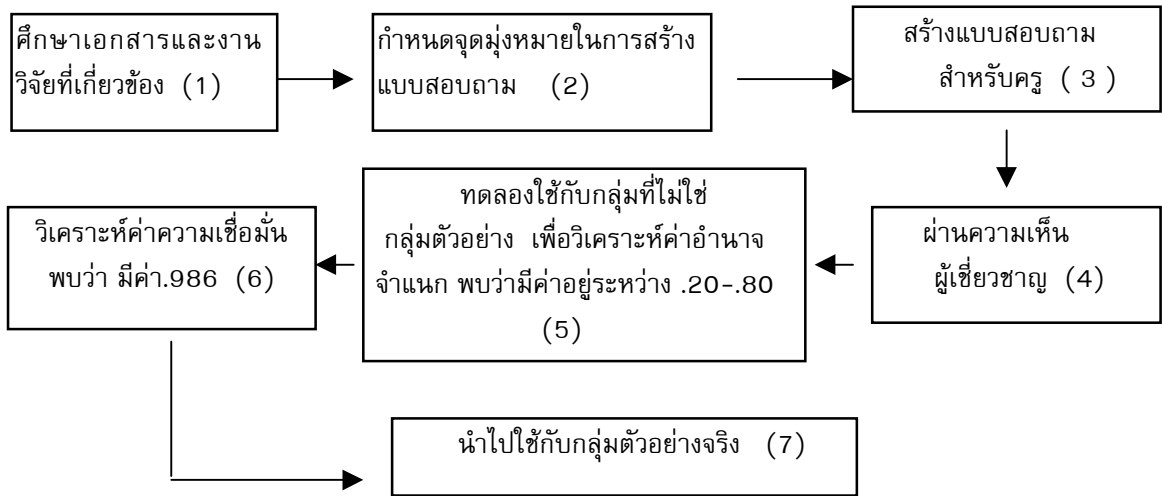 ศึกษาเอกสารและงาน
วิจัยที่เกี่ยวข้อง (1)
กำหนดจุดมุ่งหมายในการสร้าง
แบบสอบถาม (2)
สร้างแบบสอบถาม
สำหรับครู ( 3 )
ผ่านความเห็น
ผู้เชี่ยวชาญ (4)
ทดลองใช้กับกลุ่มที่ไม่ใช่
กลุ่มตัวอย่าง เพื่อวิเคราะห์ค่าอำนาจ
จำแนก พบว่ามีค่าอยู่ระหว่าง .20-.80
(5)
วิเคราะห์ค่าความเชื่อมั่น
พบว่า มีค่า.986 (6)
นำไปใช้กับกลุ่มตัวอย่างจริง (7)